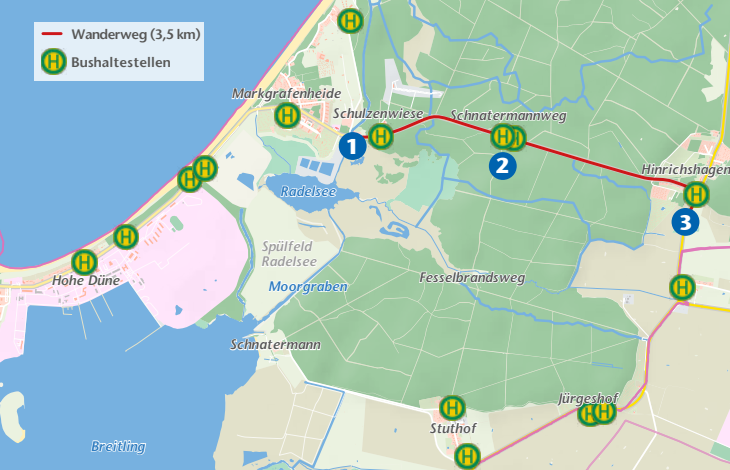 Wanderweg (3,5 km)
H Bushaltestellen
H
Markgrafenheide
H
Schulzenwiese
Schnatermannweg
1
H
H H
2
Hinrichshagen
H
H H
Radelsee
H
3
H
Spülfeld
Radelsee
H
Hohe Düne
Moorgraben
Fesselbrandsweg
H
Schnatermann
Jürgeshof
H
H H
Stuthof
Breitling
H